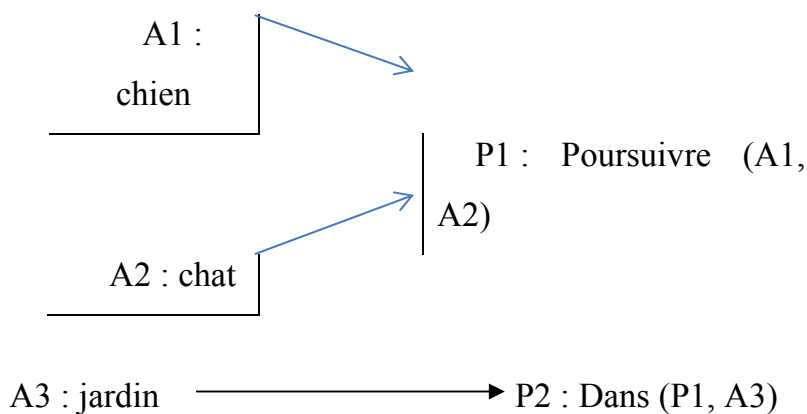 A1 :
chien
P1 : Poursuivre (A1,
A2)
A2 : chat
A3 : jardin
P2 : Dans (P1, A3)